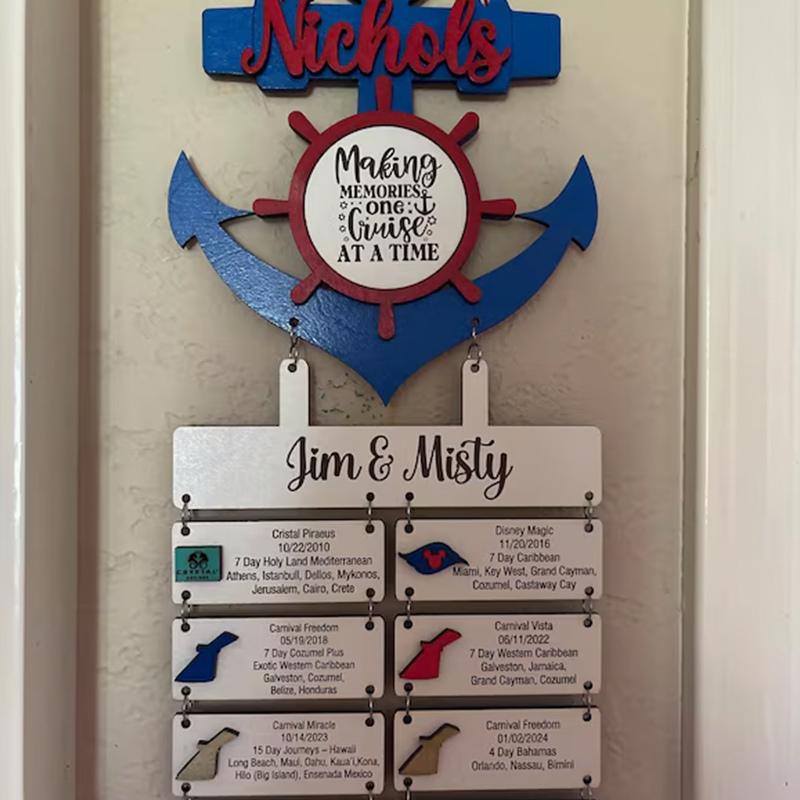 Nichols
Making
MEMORIES
one
Cruise
AT A TIME
Jim & Misty
Cristal Piraeus
10/22/2010
7 Day Holy Land Mediterranean
Athens, Istanbull, Dellos, Mykonos,
Jerusalem, Cairo, Crete
CRYSTAL
Disney Magic
11/20/2016
7 Day Caribbean
Miami, Key West, Grand Cayman,
Cozumel, Castaway Cay
Carnival Freedom
05/19/2018
7 Day Cozumel Plus
Exotic Western Caribbean
Galveston, Cozumel,
Belize, Honduras
Carnival Vista
06/11/2022
7 Day Western Caribbean
Galveston, Jamaica,
Grand Cayman, Cozumel
Carnival Miracle
10/14/2023
15 Day Journeys – Hawaii
Long Beach, Maui, Oahu, Kaua'i,Kona,
Hilo (Big Island), Ensenada Mexico
Carnival Freedom
01/02/2024
4 Day Bahamas
Orlando, Nassau, Bimini